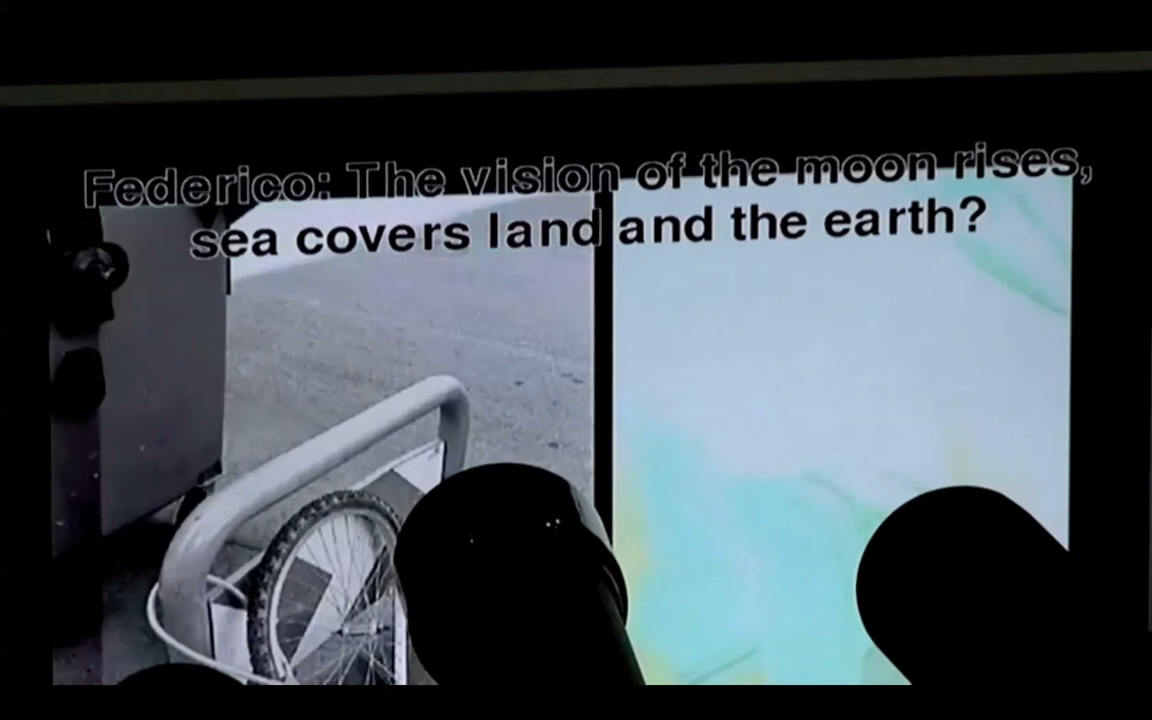 Federico: The vision of the moon rises,
sea covers land and the earth?